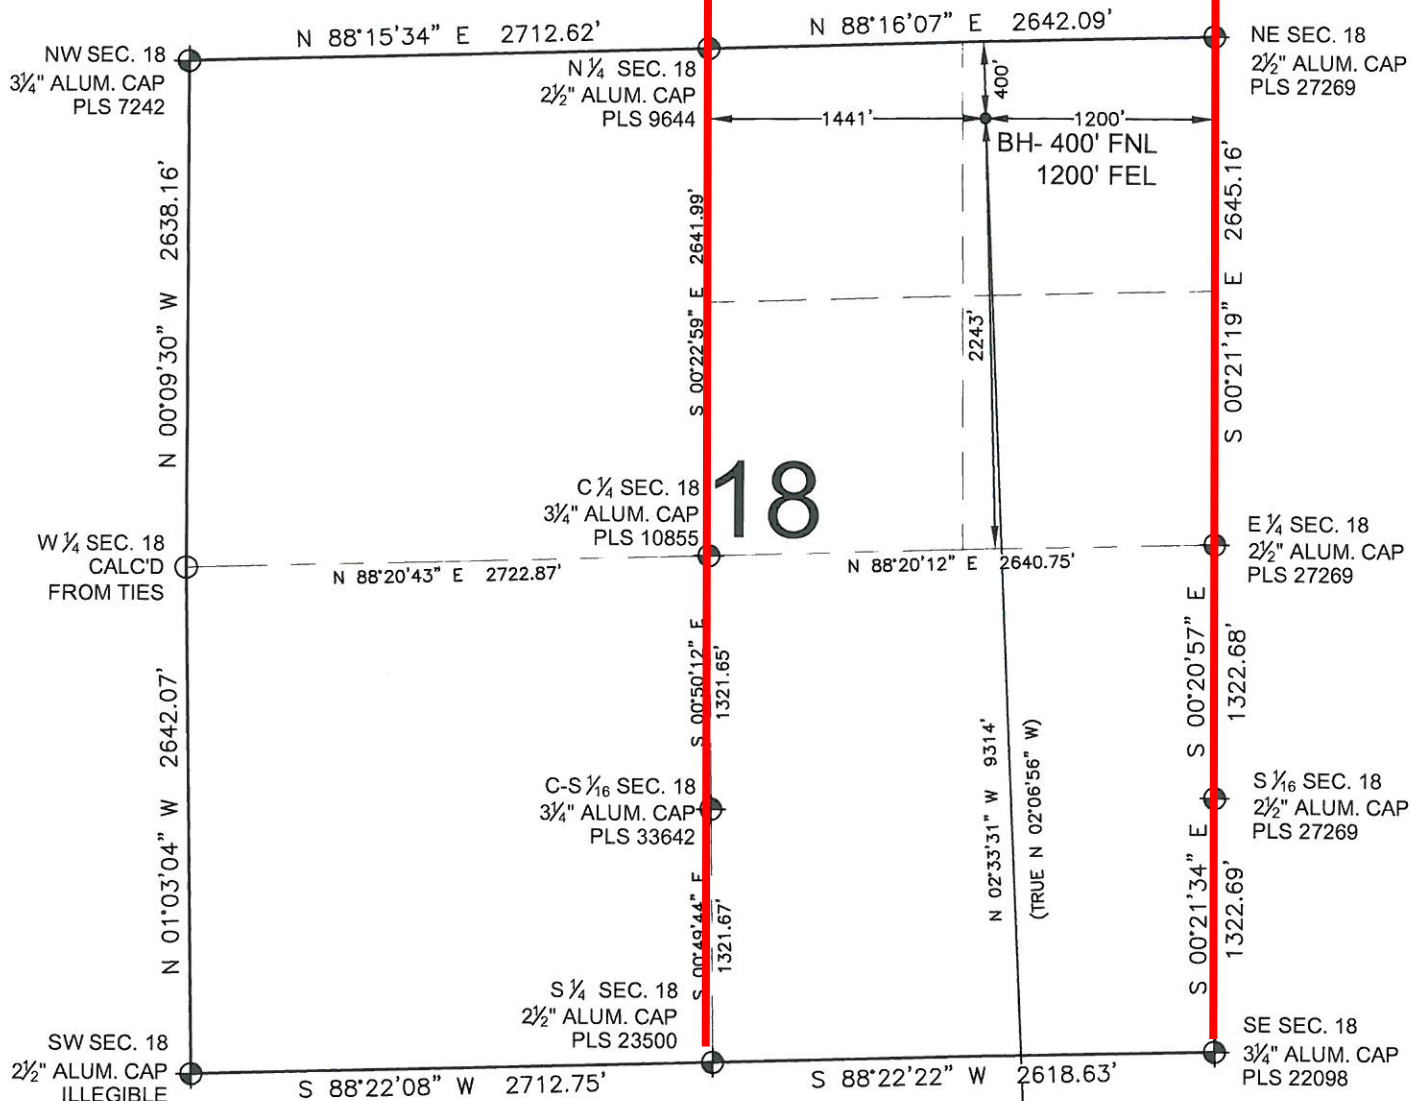 N 88°15'34" E 2712.62'
N 88°16'07" E 2642.09'
NW SEC. 18
3¼" ALUM. CAP
PLS 7242
N ¼ SEC. 18
2½" ALUM. CAP
PLS 9644
NE SEC. 18
2½" ALUM. CAP
PLS 27269
400'
1441'
1200'
BH- 400' FNL
1200' FEL
N 00°09'30" W 2638.16'
S 00°22'59" E 2641.99'
2243'
S 00°21'19" E 2645.16'
18
C ¼ SEC. 18
3¼" ALUM. CAP
PLS 10855
W ¼ SEC. 18
CALC'D
FROM TIES
E ¼ SEC. 18
2½" ALUM. CAP
PLS 27269
N 88°20'43" E 2722.87'
N 88°20'12" E 2640.75'
N 01°03'04" W 2642.07'
S 00°50'12" E
1321.65'
N 02°33'31" W 9314'
(TRUE N 02°06'56" W)
S 00°20'57" E
1322.68'
C-S 1⁄16 SEC. 18
3¼" ALUM. CAP
PLS 33642
S 1⁄16 SEC. 18
2½" ALUM. CAP
PLS 27269
S 00°49'44" E
1321.67'
S 00°21'34" E
1322.69'
S ¼ SEC. 18
2½" ALUM. CAP
PLS 23500
SW SEC. 18
2½" ALUM. CAP
ILLEGIBLE
SE SEC. 18
3¼" ALUM. CAP
PLS 22098
S 88°22'08" W 2712.75'
S 88°22'22" W 2618.63'